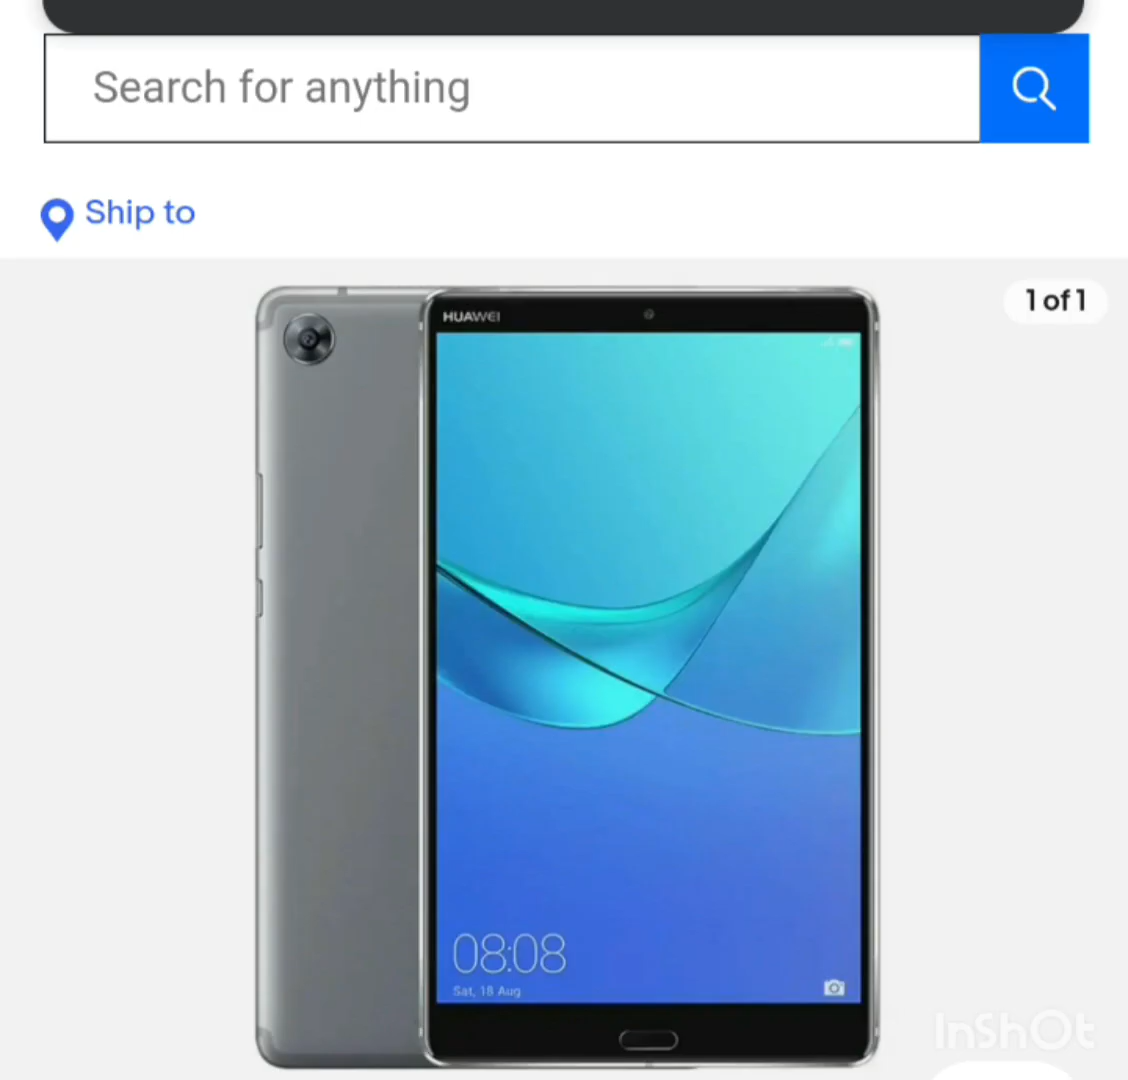 Search for anything
Ship to
1 of 1
HUAWEI
08:08
Sat, 18 Aug
InShOt